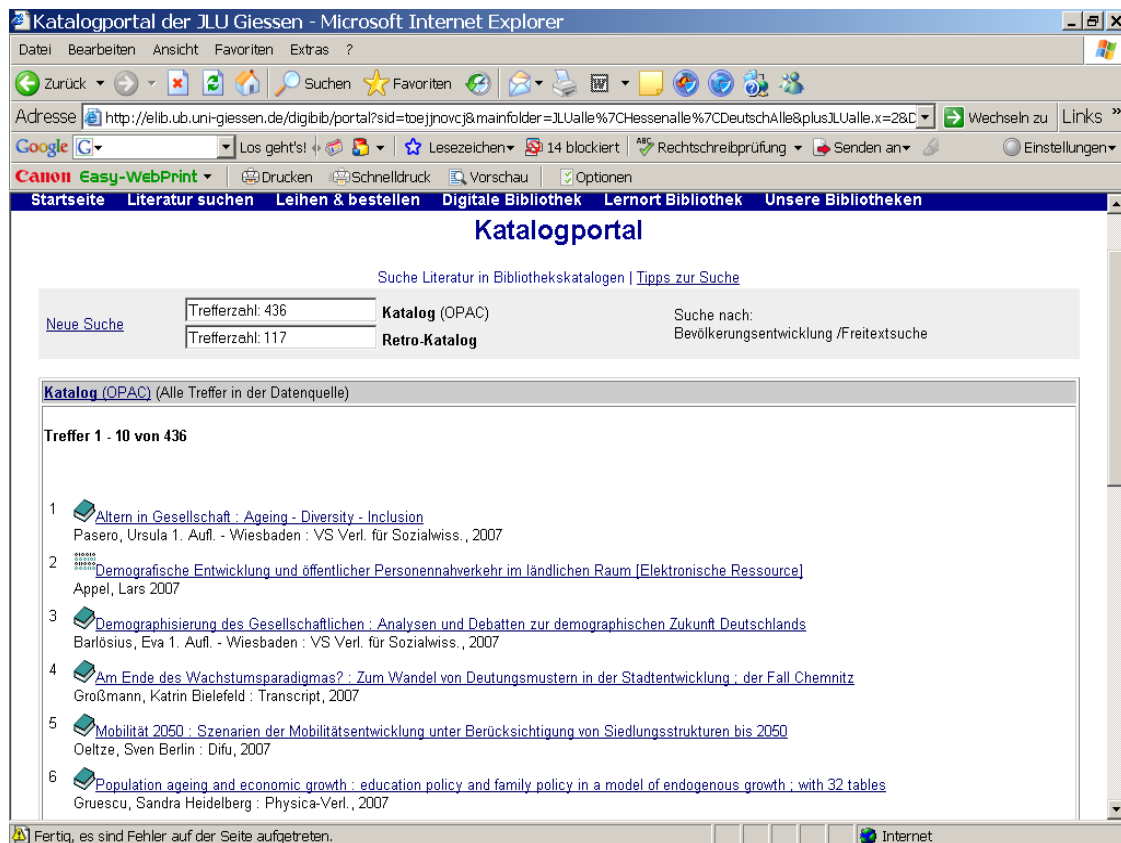 Katalogportal der JLU Giessen - Microsoft Internet Explorer
Datei Bearbeiten Ansicht Favoriten Extras ?
Zurück Suchen Favoriten
Adresse http://elib.ub.uni-giessen.de/digibib/portal?sid=toejjnovcj&mainfolder=JLUalle%7CHessenalle%7CDeutschAlle&plusJLUalle.x=2&D Wechseln zu Links »
Google G Los geht's! Lesezeichen 14 blockiert ABC Rechtschreibprüfung Senden an Einstellungen
Canon Easy-WebPrint Drucken Schnelldruck Vorschau Optionen
Startseite Literatur suchen Leihen & bestellen Digitale Bibliothek Lernort Bibliothek Unsere Bibliotheken
Katalogportal
Suche Literatur in Bibliothekskatalogen | Tipps zur Suche
Neue Suche
Trefferzahl: 436 Katalog (OPAC)
Trefferzahl: 117 Retro-Katalog
Suche nach:
Bevölkerungsentwicklung /Freitextsuche
Katalog (OPAC) (Alle Treffer in der Datenquelle)
Treffer 1 - 10 von 436
1 Altern in Gesellschaft : Ageing - Diversity - Inclusion
Pasero, Ursula 1. Aufl. - Wiesbaden : VS Verl. für Sozialwiss., 2007
2 Demografische Entwicklung und öffentlicher Personennahverkehr im ländlichen Raum [Elektronische Ressource]
Appel, Lars 2007
3 Demographisierung des Gesellschaftlichen : Analysen und Debatten zur demographischen Zukunft Deutschlands
Barlösius, Eva 1. Aufl. - Wiesbaden : VS Verl. für Sozialwiss., 2007
4 Am Ende des Wachstumsparadigmas? : Zum Wandel von Deutungsmustern in der Stadtentwicklung ; der Fall Chemnitz
Großmann, Katrin Bielefeld : Transcript, 2007
5 Mobilität 2050 : Szenarien der Mobilitätsentwicklung unter Berücksichtigung von Siedlungsstrukturen bis 2050
Oeltze, Sven Berlin : Difu, 2007
6 Population ageing and economic growth : education policy and family policy in a model of endogenous growth ; with 32 tables
Gruescu, Sandra Heidelberg : Physica-Verl., 2007
Fertig, es sind Fehler auf der Seite aufgetreten. Internet